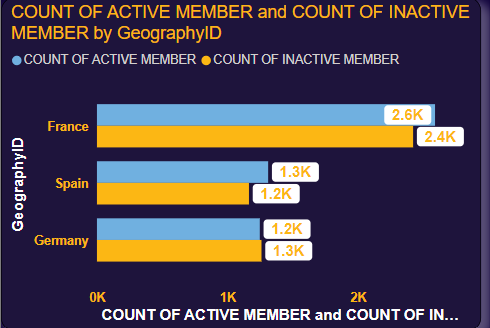 COUNT OF ACTIVE MEMBER and COUNT OF INACTIVE
MEMBER by GeographyID
COUNT OF ACTIVE MEMBER COUNT OF INACTIVE MEMBER
GeographyID
France
2.6K
2.4K
Spain
1.3K
1.2K
Germany
1.2K
1.3K
0K 1K 2K
COUNT OF ACTIVE MEMBER and COUNT OF IN…